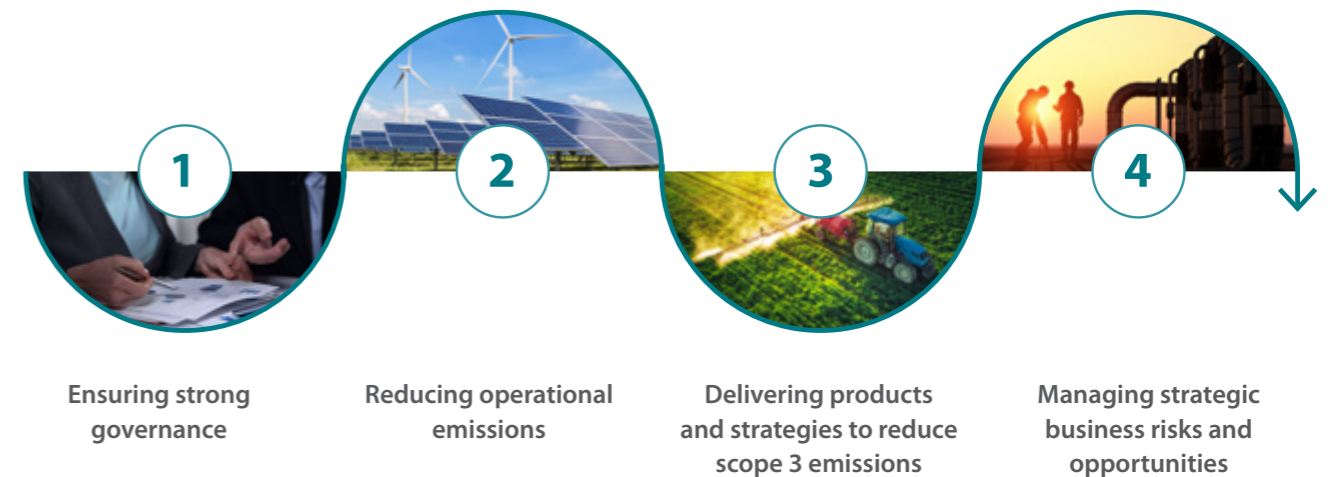 1
2
3
4
Ensuring strong
governance
Reducing operational
emissions
Delivering products
and strategies to reduce
scope 3 emissions
Managing strategic
business risks and
opportunities